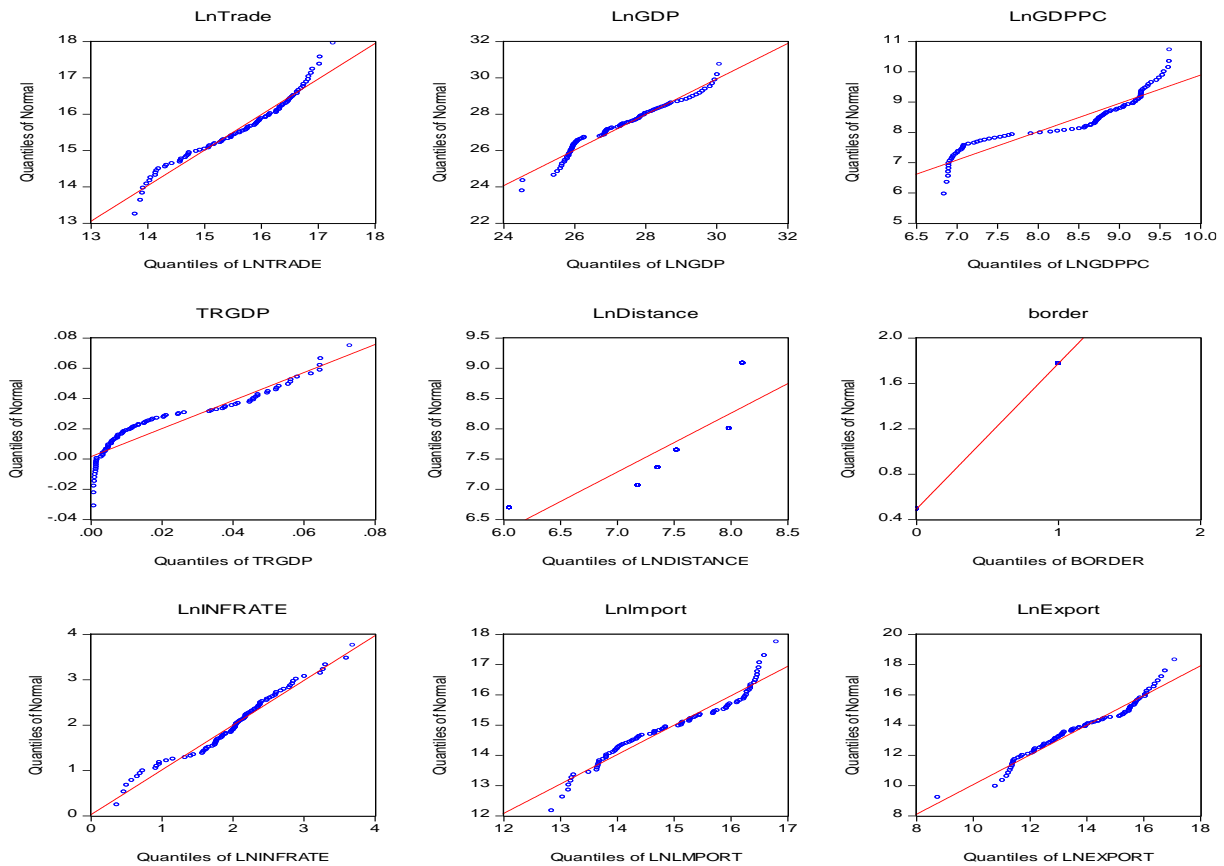 LnTrade
18
17
16
15
14
13
13 14 15 16 17 18
Quantiles of Normal
Quantiles of LNTRADE
LnGDP
32
30
28
26
24
22
24 26 28 30 32
Quantiles of Normal
Quantiles of LNGDP
LnGDPPC
11
10
9
8
7
6
5
6.5 7.0 7.5 8.0 8.5 9.0 9.5 10.0
Quantiles of Normal
Quantiles of LNGDPPC
TRGDP
.08
.06
.04
.02
.00
-.02
-.04
.00 .02 .04 .06 .08
Quantiles of Normal
Quantiles of TRGDP
LnDistance
9.5
9.0
8.5
8.0
7.5
7.0
6.5
6.0 6.5 7.0 7.5 8.0 8.5
Quantiles of Normal
Quantiles of LNDISTANCE
border
2.0
1.6
1.2
0.8
0.4
0 1 2
Quantiles of Normal
Quantiles of BORDER
LnINFRATE
4
3
2
1
0
0 1 2 3 4
Quantiles of Normal
Quantiles of LNINFRATE
LnImport
18
17
16
15
14
13
12
12 13 14 15 16 17
Quantiles of Normal
Quantiles of LNLMPORT
LnExport
20
18
16
14
12
10
8
8 10 12 14 16 18
Quantiles of Normal
Quantiles of LNEXPORT